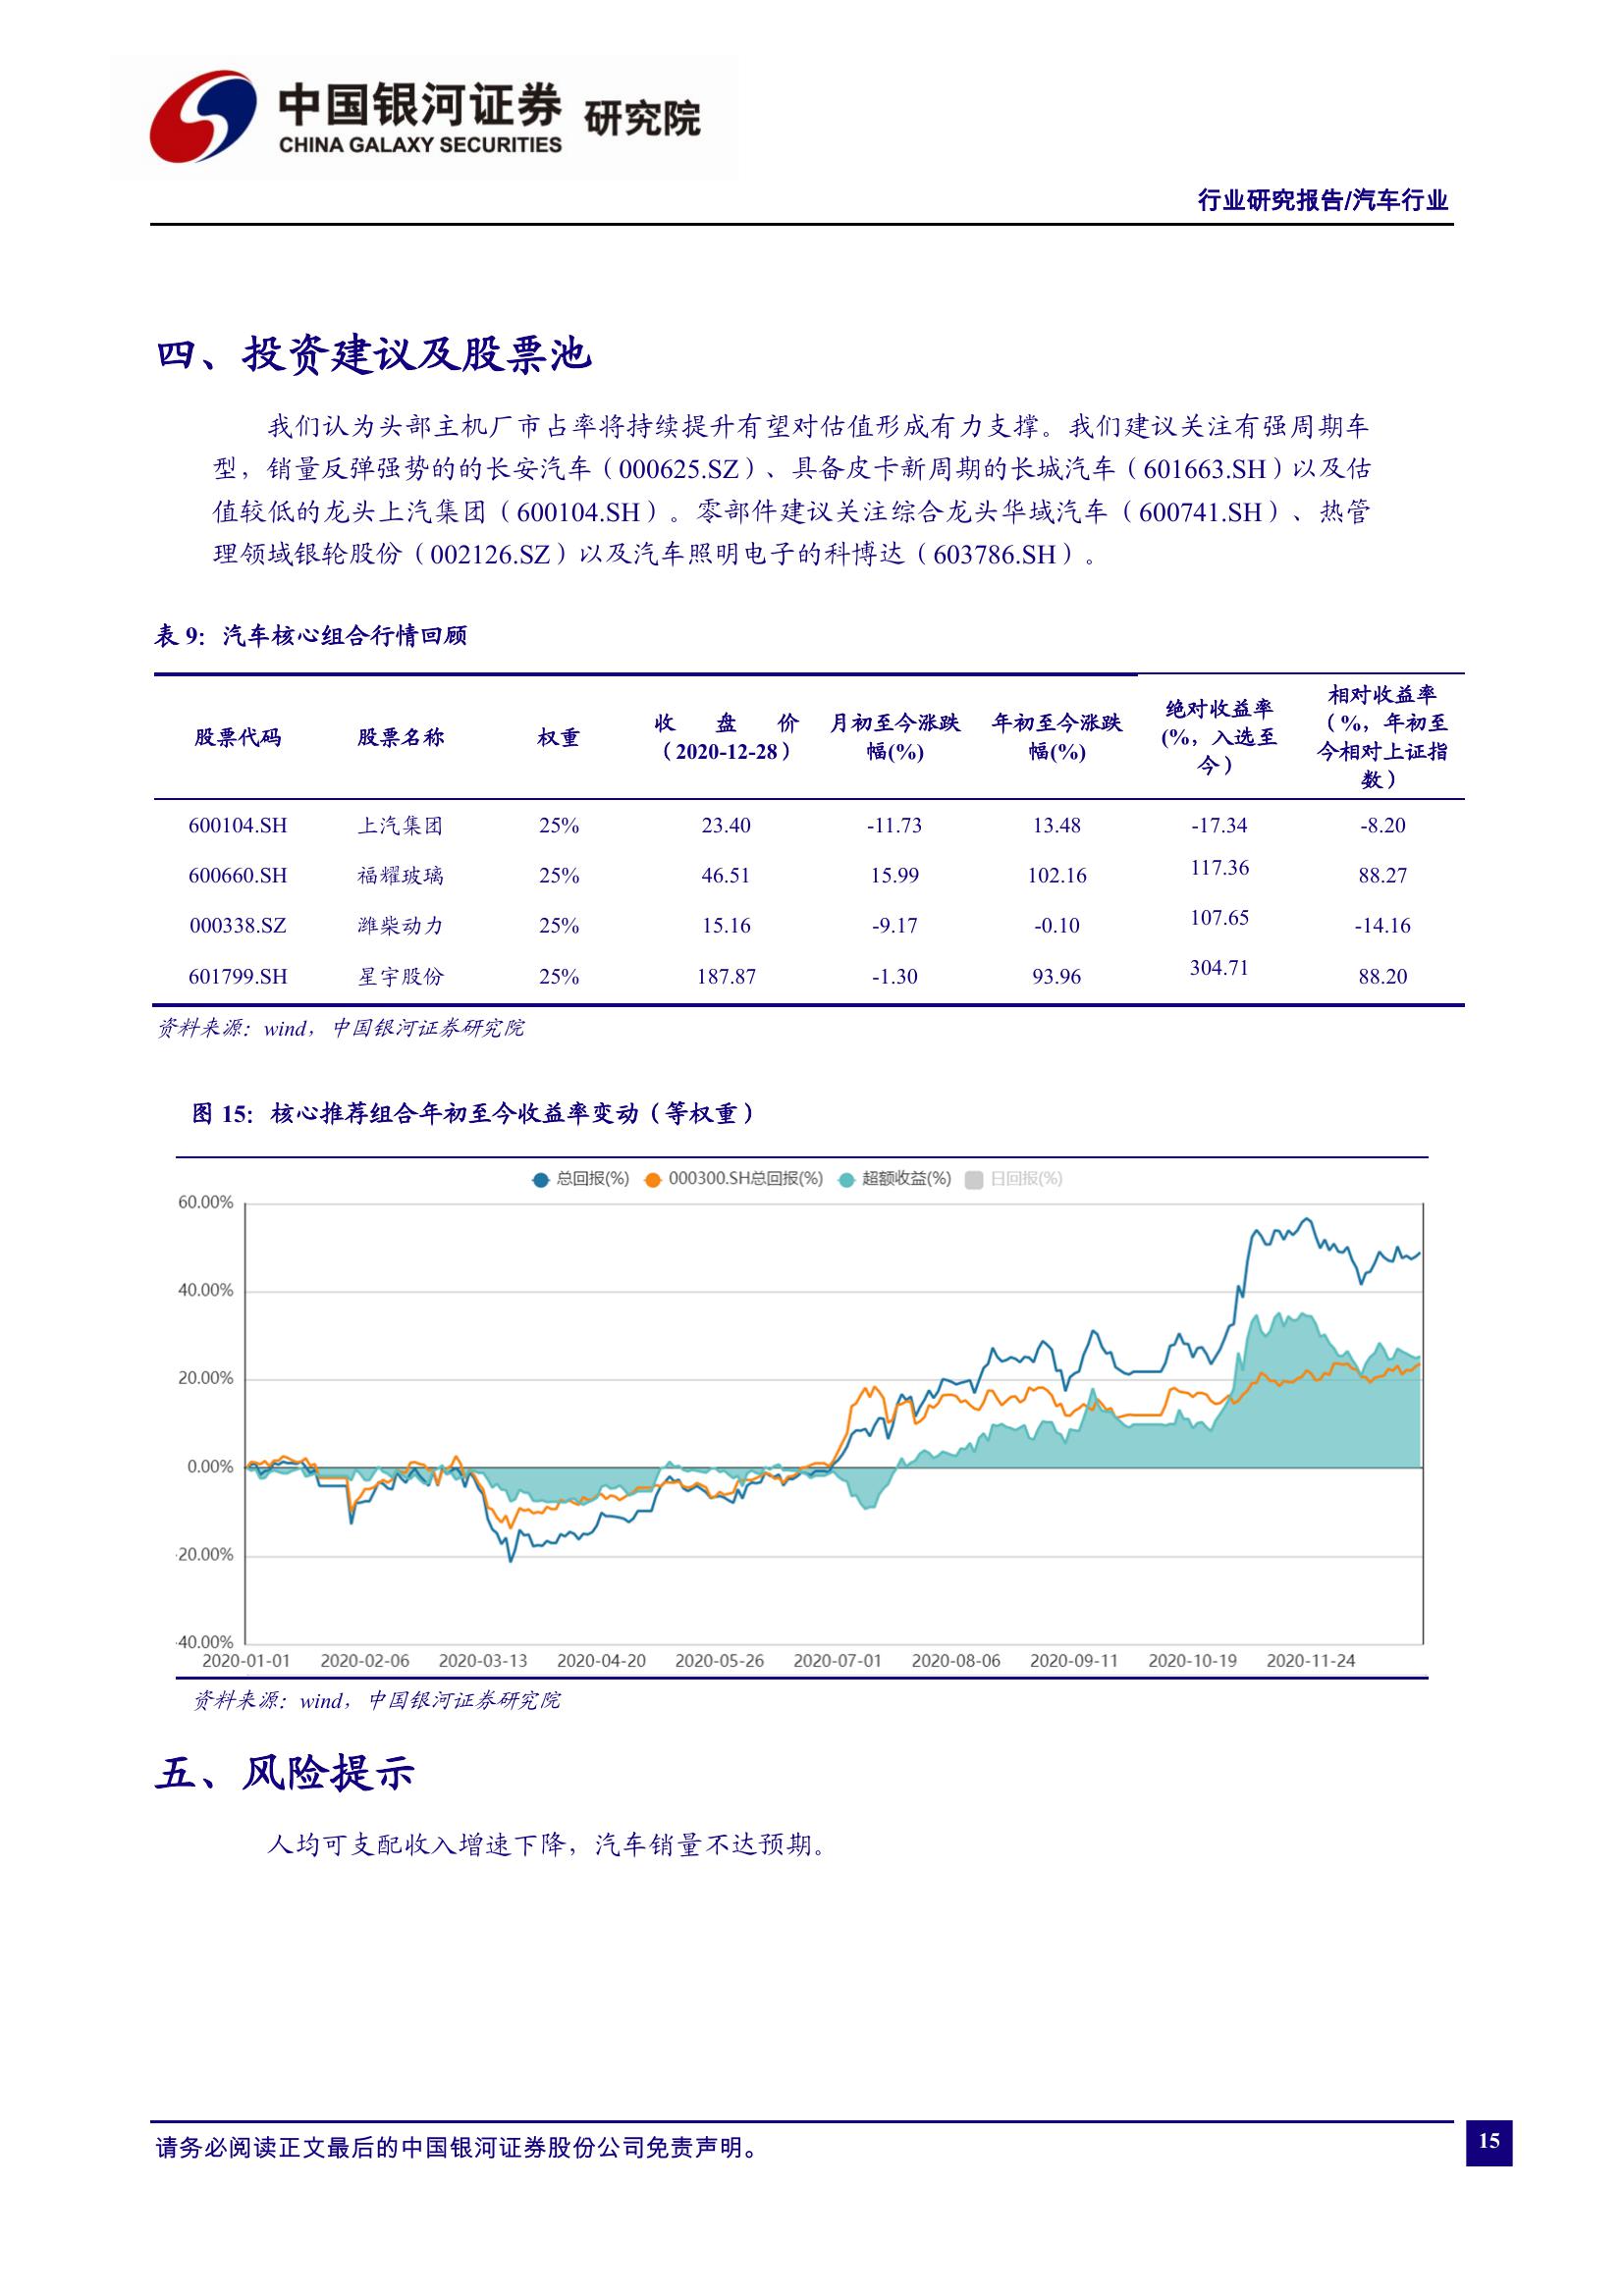 中国银河证券 研究院
CHINA GALAXY SECURITIES
行业研究报告/汽车行业
四、投资建议及股票池
我们认为头部主机厂市占率将持续提升有望对估值形成有力支撑。我们建议关注有强周期车
型，销量反弹强势的的长安汽车（000625.SZ）、具备皮卡新周期的长城汽车（601663.SH）以及估
值较低的龙头上汽集团（600104.SH）。零部件建议关注综合龙头华域汽车（600741.SH）、热管
理领域银轮股份（002126.SZ）以及汽车照明电子的科博达（603786.SH）。
表 9：汽车核心组合行情回顾
股票代码 股票名称 权重 收盘价（2020-12-28） 月初至今涨跌幅(%) 年初至今涨跌幅(%) 绝对收益率(%，入选至今） 相对收益率（%，年初至今相对上证指数）
600104.SH 上汽集团 25% 23.40 -11.73 13.48 -17.34 -8.20
600660.SH 福耀玻璃 25% 46.51 15.99 102.16 117.36 88.27
000338.SZ 潍柴动力 25% 15.16 -9.17 -0.10 107.65 -14.16
601799.SH 星宇股份 25% 187.87 -1.30 93.96 304.71 88.20
资料来源：wind，中国银河证券研究院
图 15：核心推荐组合年初至今收益率变动（等权重）
总回报(%) 000300.SH总回报(%) 超额收益(%) 日回报(%)
60.00%
40.00%
20.00%
0.00%
-20.00%
-40.00%
2020-01-01 2020-02-06 2020-03-13 2020-04-20 2020-05-26 2020-07-01 2020-08-06 2020-09-11 2020-10-19 2020-11-24
资料来源：wind，中国银河证券研究院
五、风险提示
人均可支配收入增速下降，汽车销量不达预期。
请务必阅读正文最后的中国银河证券股份公司免责声明。
15